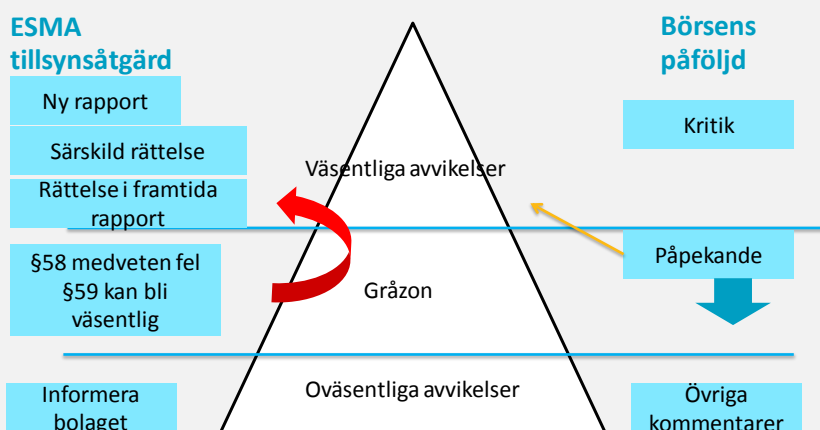 ESMA
tillsynsåtgärd
Börsens
påföljd
Ny rapport
Kritik
Särskild rättelse
Väsentliga avvikelser
Rättelse i framtida
rapport
§58 medveten fel
§59 kan bli
väsentlig
Gråzon
Påpekande
Informera
bolaget
Oväsentliga avvikelser
Övriga
kommentarer